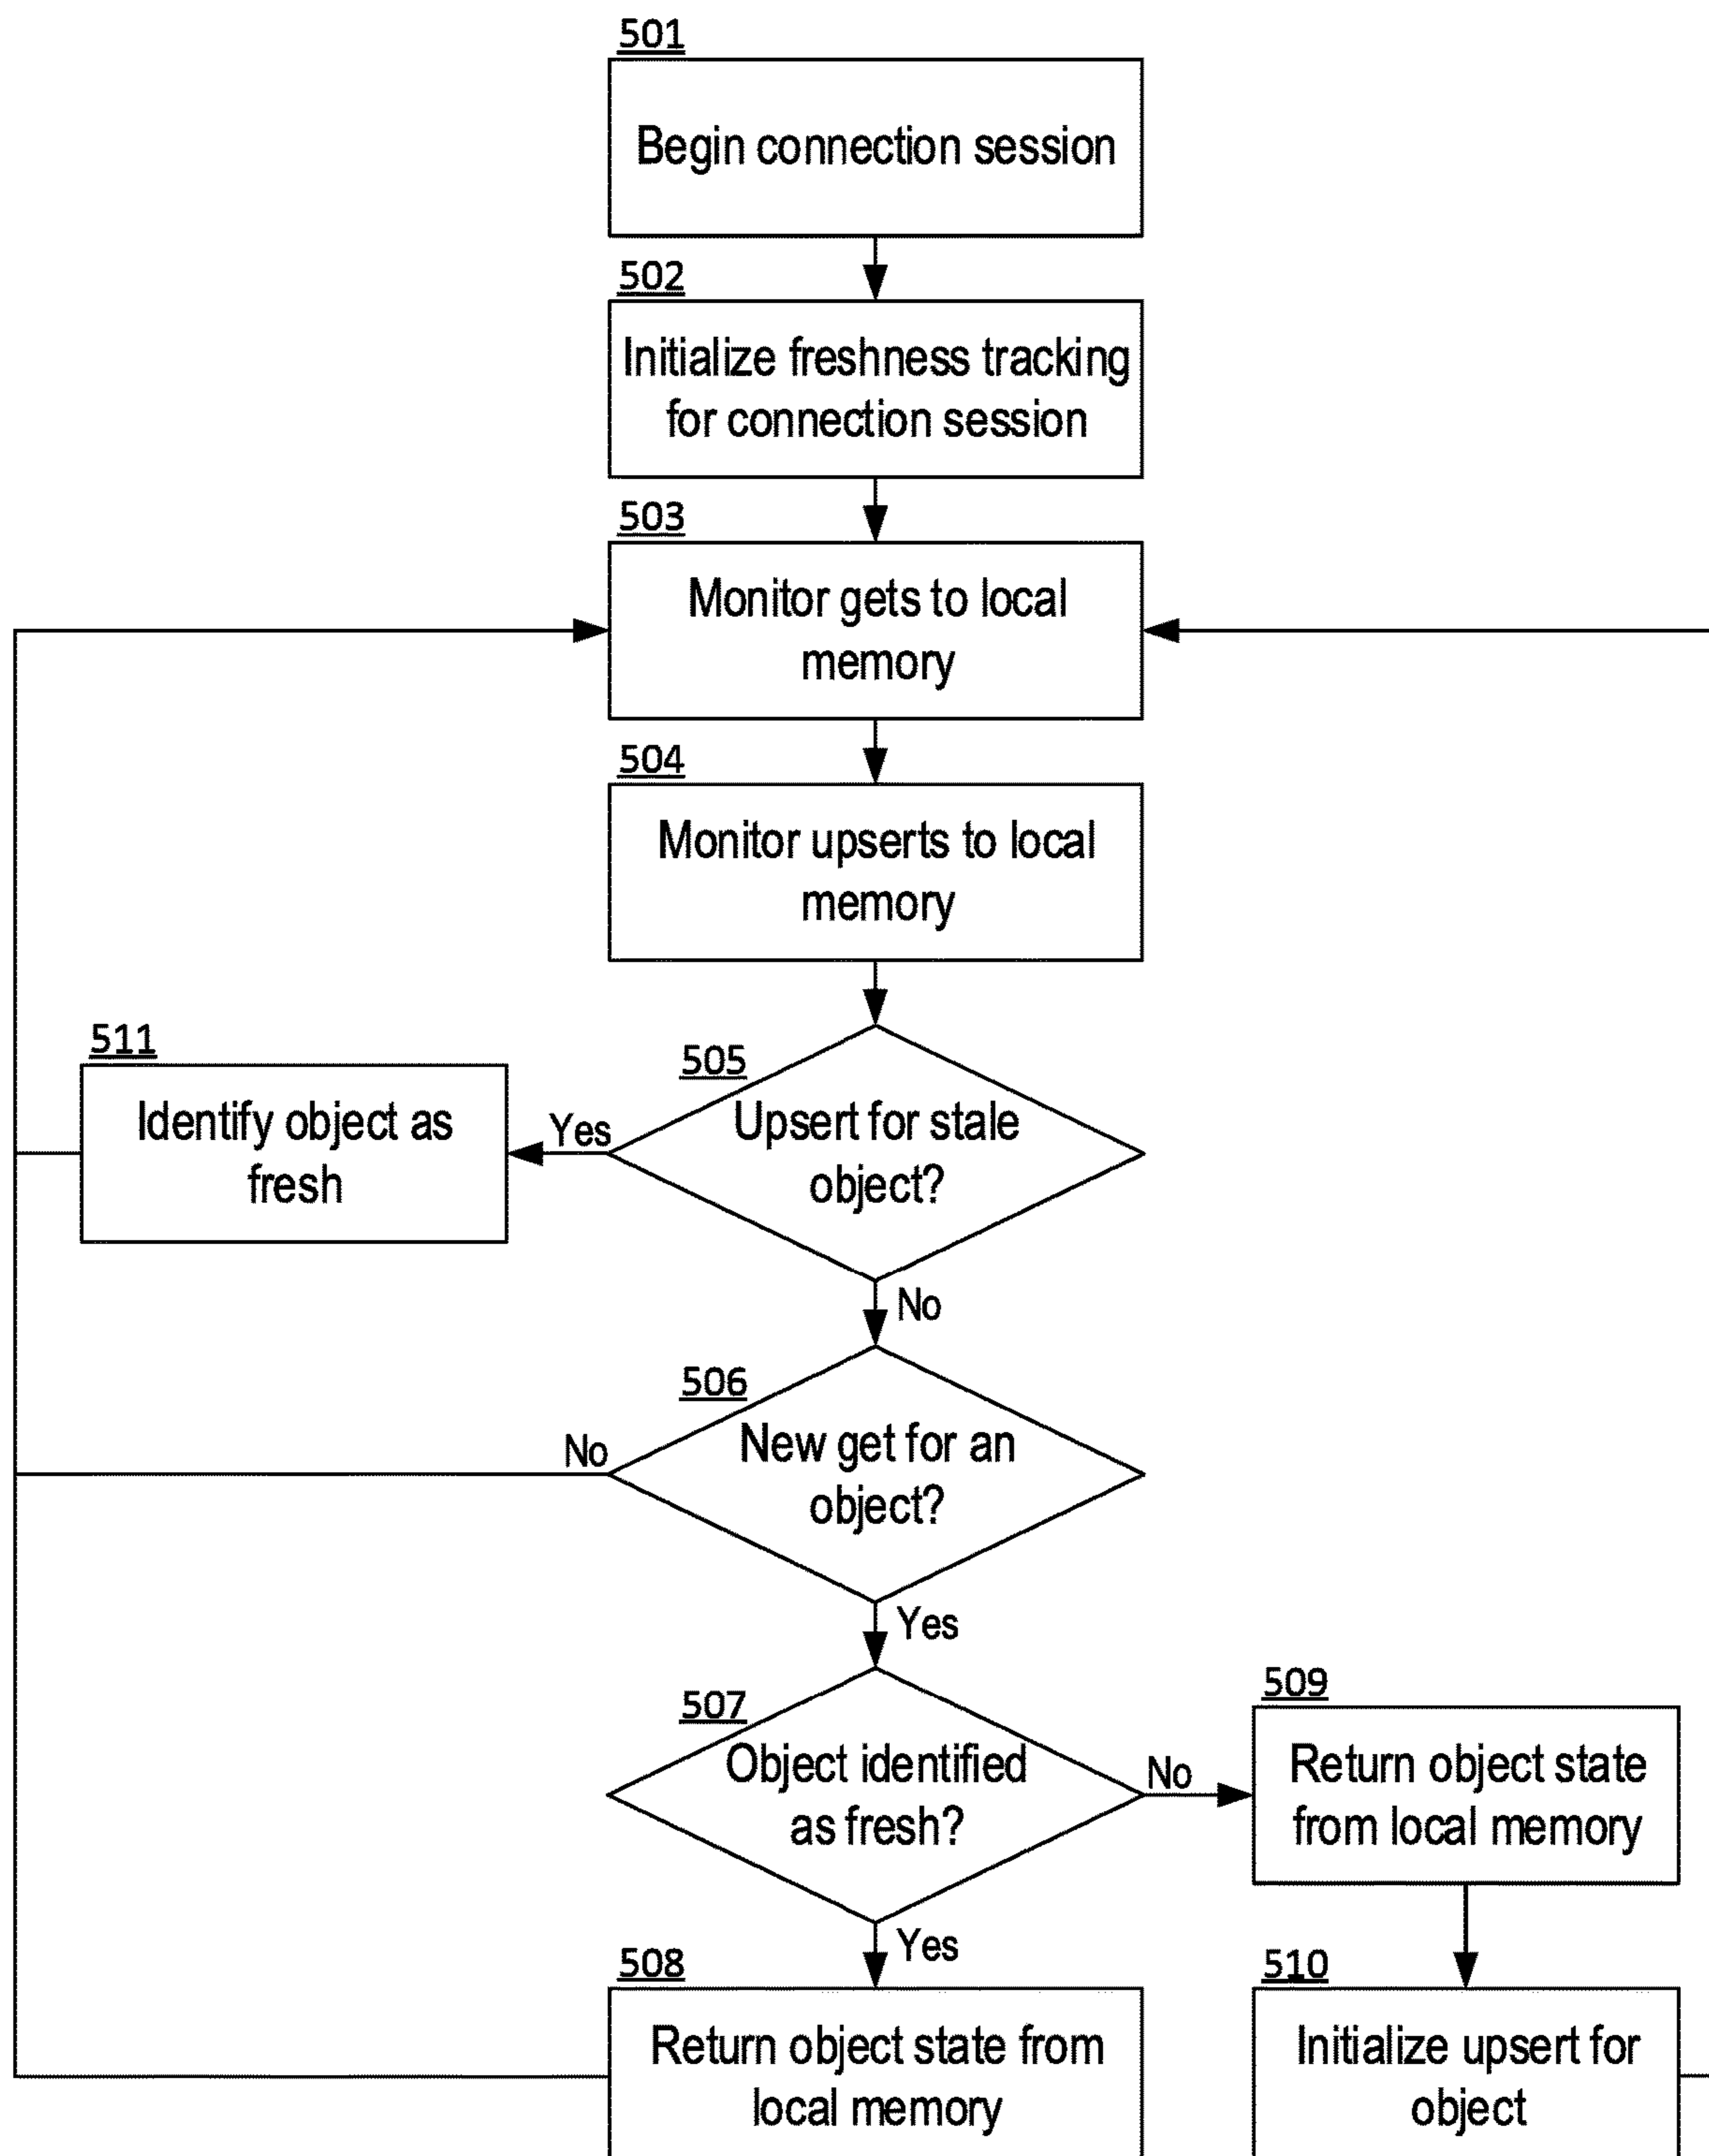 501
Begin connection session
502
Initialize freshness tracking
for connection session
503
Monitor gets to local
memory
504
Monitor upserts to local
memory
511
Identify object as
fresh
Yes
505
Upsert for stale
object?
No
506
New get for an
object?
No
Yes
507
Object identified
as fresh?
No
509
Return object state
from local memory
Yes
508
Return object state from
local memory
510
Initialize upsert for
object